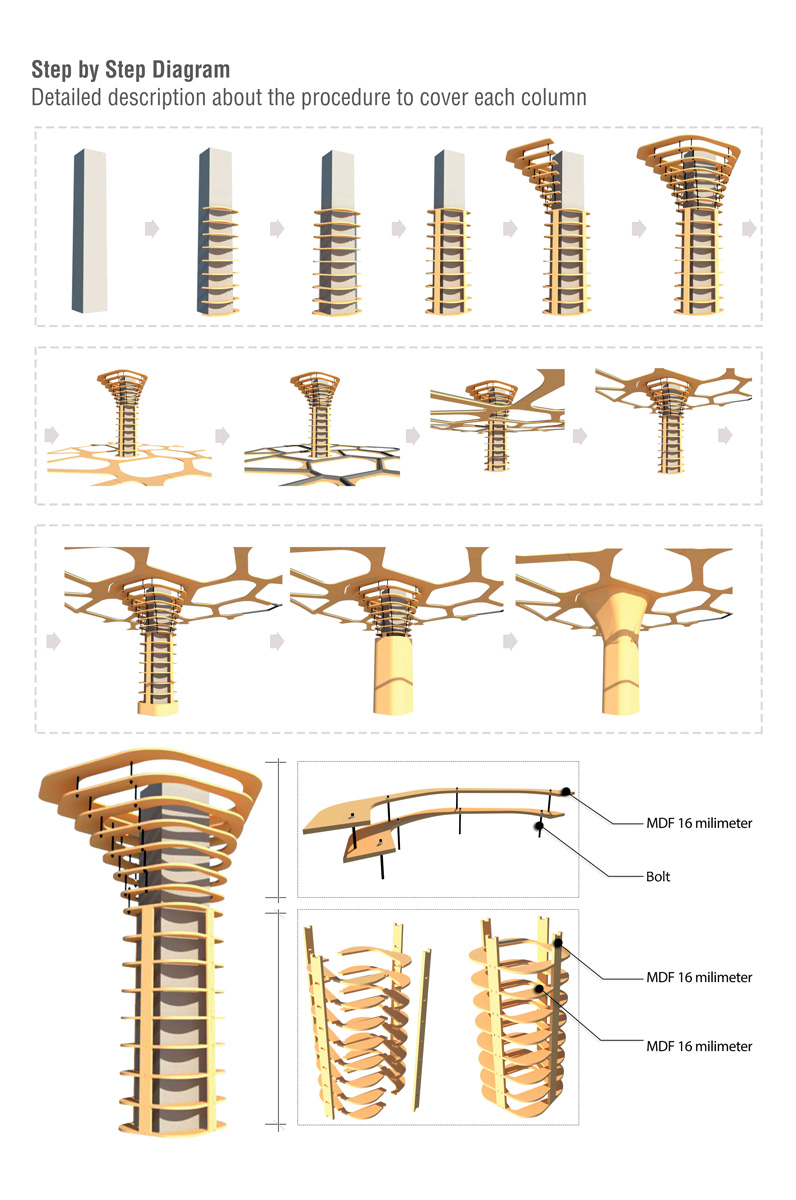 Step by Step Diagram
Detailed description about the procedure to cover each column
MDF 16 milimeter
Bolt
MDF 16 milimeter
MDF 16 milimeter